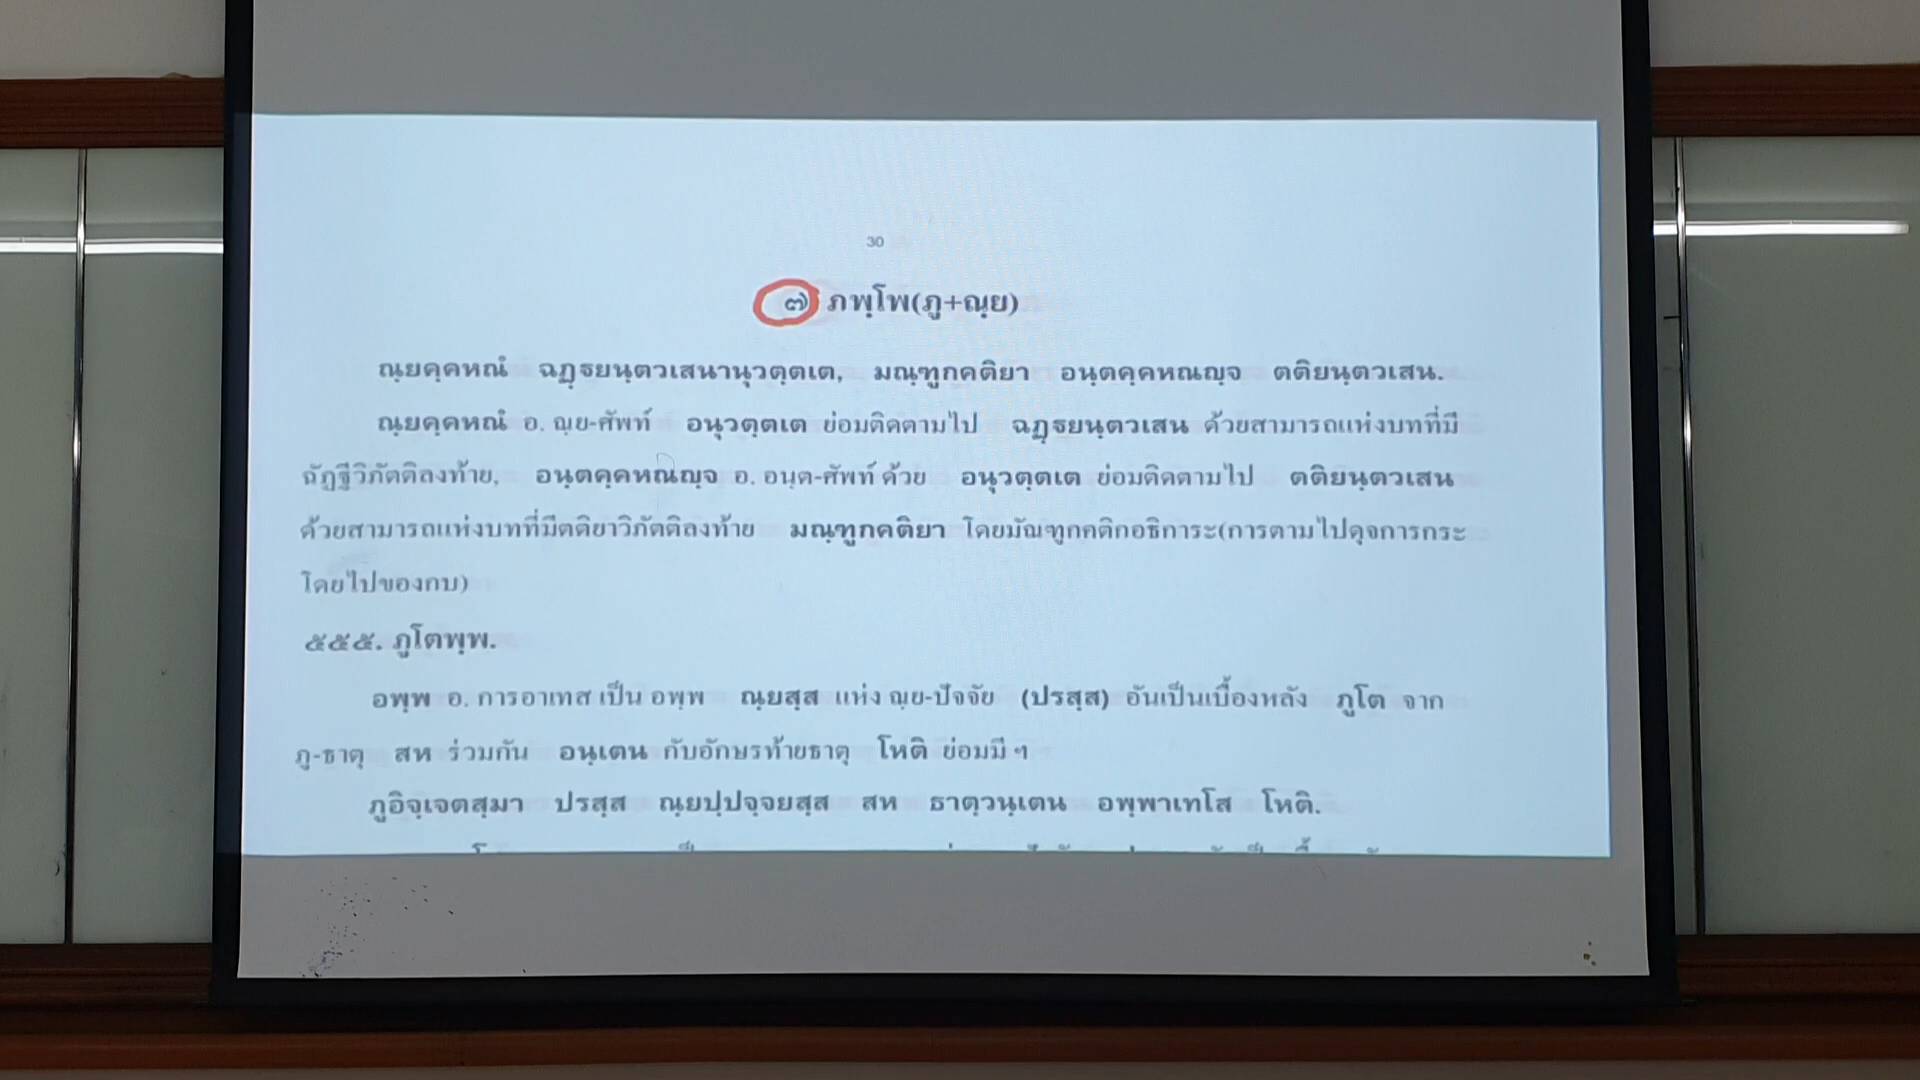 30
๗ ภพฺโพ(ภู+ณฺย)
ณฺยคฺคหณํ ฉฏฺฐยนฺตวเสนานุวตฺตเต, มณฺฑูกคติยา อนฺตคฺคหณญฺจ ตติยนฺตวเสน.
ณฺยคฺคหณํ อ. ณฺย-ศัพท์ อนุวตฺตเต ย่อมติดตามไป ฉฏฺฐยนฺตวเสน ด้วยสามารถแห่งบทที่มี
ฉัฏฐีวิภัตติลงท้าย, อนฺตคฺคหณญฺจ อ. อนฺต-ศัพท์ ด้วย อนุวตฺตเต ย่อมติดตามไป ตติยนฺตวเสน
ด้วยสามารถแห่งบทที่มีตติยาวิภัตติลงท้าย มณฺฑูกคติยา โดยมัณฑูกคติกอธิการะ(การตามไปดุจการกระ
โดยไปของกบ)
๕๕๕. ภูโตพฺพ.
อพฺพ อ. การอาเทส เป็น อพฺพ ณฺยสฺส แห่ง ณฺย-ปัจจัย (ปรสฺส) อันเป็นเบื้องหลัง ภูโต จาก
ภู-ธาตุ สห ร่วมกัน อนฺเตน กับอักษรท้ายธาตุ โหติ ย่อมมี ฯ
ภูอิจฺเจตสฺมา ปรสฺส ณฺยปฺปจฺจยสฺส สห ธาตฺวนฺเตน อพฺพาเทโส โหติ.